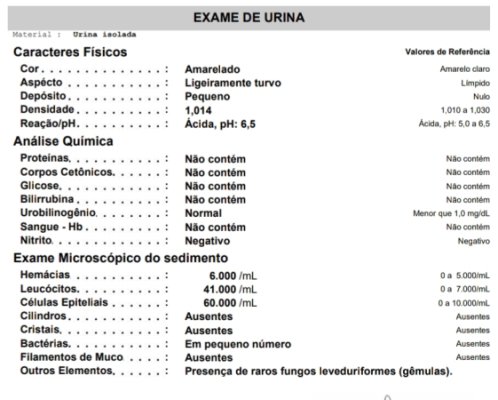 EXAME DE URINA
Material : Urina isolada
Caracteres Físicos Valores de Referência
Cor . . . . . . . . . . . . . : Amarelado Amarelo claro
Aspécto . . . . . . . . . . : Ligeiramente turvo Límpido
Depósito . . . . . . . . . . : Pequeno Nulo
Densidade . . . . . . . . . : 1,014 1,010 a 1,030
Reação/pH. . . . . . . . . : Ácida, pH: 6,5 Ácida, pH: 5,0 a 6,5
Análise Química
Proteínas. . . . . . . . . . : Não contém Não contém
Corpos Cetônicos. . . . . . : Não contém Não contém
Glicose. . . . . . . . . . . : Não contém Não contém
Bilirrubina . . . . . . . . . : Não contém Não contém
Urobilinogênio. . . . . . . : Normal Menor que 1,0 mg/dL
Sangue - Hb . . . . . . . . : Não contém Não contém
Nitrito. . . . . . . . . . . . : Negativo Negativo
Exame Microscópico do sedimento
Hemácias . . . . . . . . . : 6.000 /mL 0 a 5.000/mL
Leucócitos. . . . . . . . . : 41.000 /mL 0 a 7.000/mL
Células Epiteliais . . . . . : 60.000 /mL 0 a 10.000/mL
Cilindros . . . . . . . . . . : Ausentes Ausentes
Cristais. . . . . . . . . . . : Ausentes Ausentes
Bactérias. . . . . . . . . . : Em pequeno número Ausentes
Filamentos de Muco . . . . : Ausentes Ausentes
Outros Elementos. . . . . . : Presença de raros fungos leveduriformes (gêmulas).